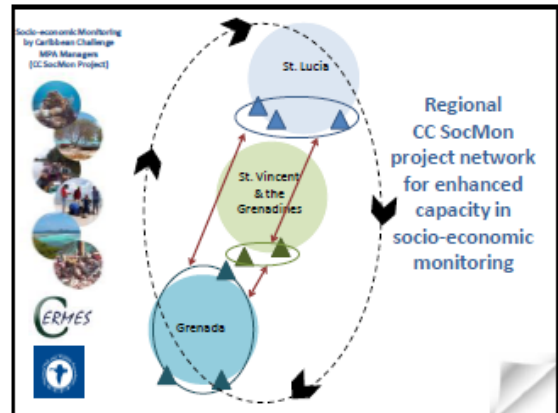 Socio-economic Monitoring
by Caribbean Challenge
MPA Managers
(CC SocMon Project)
St. Lucia
St. Vincent
& the
Grenadines
Grenada
Regional
CC SocMon
project network
for enhanced
capacity in
socio-economic
monitoring
CERMES